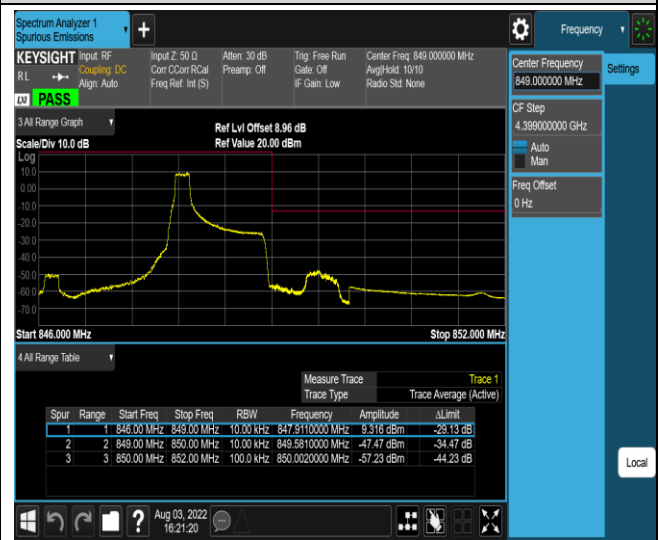 Spectrum Analyzer 1
Spurious Emissions
+
Frequency
KEYSIGHT
RL
LXI PASS
Input: RF
Coupling: DC
Align: Auto
Input Z: 50 Ω
Corr CCorr RCal
Freq Ref: Int (S)
Atten: 30 dB
Preamp: Off
Trig: Free Run
Gate: Off
IF Gain: Low
Center Freq: 849.000000 MHz
Avg|Hold: 10/10
Radio Std: None
Center Frequency
849.000000 MHz
Settings
CF Step
4.399000000 GHz
Auto
Man
Freq Offset
0 Hz
3 All Range Graph
Ref Lvl Offset 8.96 dB
Scale/Div 10.0 dB Ref Value 20.00 dBm
Log
10.0
0.00
-10.0
-20.0
-30.0
-40.0
-50.0
-60.0
-70.0
Start 846.000 MHz Stop 852.000 MHz
4 All Range Table
Measure Trace Trace 1
Trace Type Trace Average (Active)
Spur Range Start Freq Stop Freq RBW Frequency Amplitude ΔLimit
1 1 846.00 MHz 849.00 MHz 10.00 kHz 847.9110000 MHz 9.316 dBm -29.13 dB
2 2 849.00 MHz 850.00 MHz 10.00 kHz 849.5810000 MHz -47.47 dBm -34.47 dB
3 3 850.00 MHz 852.00 MHz 100.0 kHz 850.0020000 MHz -57.23 dBm -44.23 dB
Local
?
Aug 03, 2022
16:21:20